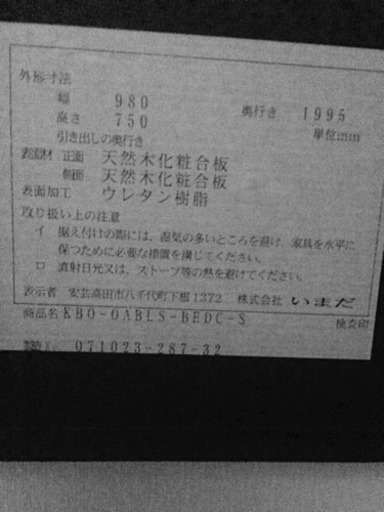 外形寸法
幅 980 奥行き 1995
高さ 750 単位mm
引き出しの奥行き
表面材 正面 天然木化粧合板
側面 天然木化粧合板
表面加工 ウレタン樹脂
取り扱い上の注意
イ 据え付けの際には、湿気の多いところを避け、家具を水平に
保つために必要な措置を講じてください。
ロ 直射日光又は、ストーブ等の熱を避けてください。
表示者 安芸高田市八千代町下根1372 株式会社 いまだ
商品名 KBO-OABLS-BEDC-S 検査印
071023-287-32